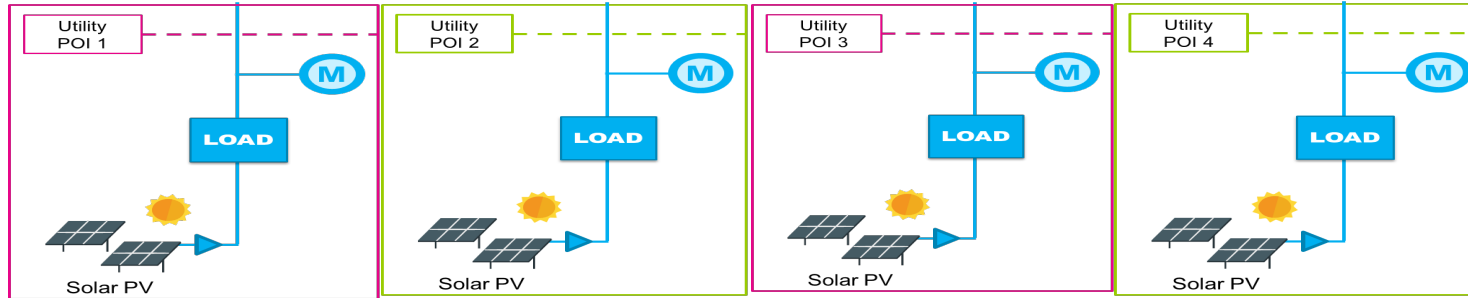 Utility
POI 1
M
LOAD
Solar PV
Utility
POI 2
M
LOAD
Solar PV
Utility
POI 3
M
LOAD
Solar PV
Utility
POI 4
M
LOAD
Solar PV